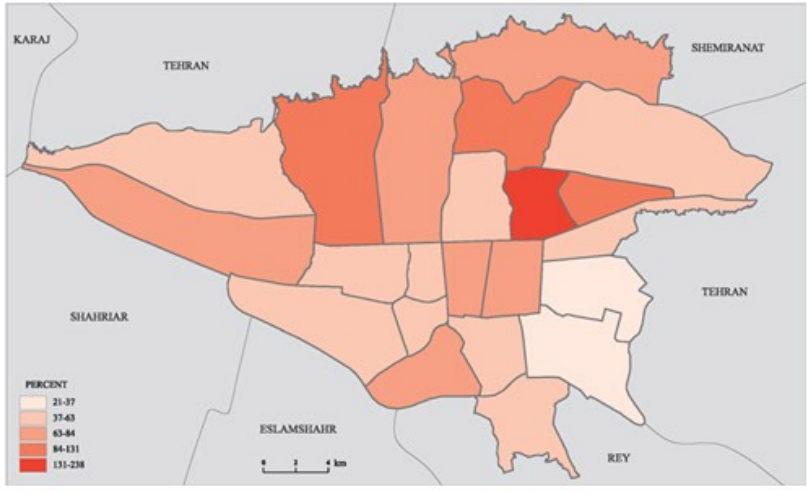 KARAJ
TEHRAN
SHEMIRANAT
TEHRAN
SHAHRIAR
PERCENT
21-37
37-63
63-84
84-131
131-238
ESLAMSHAHR
0 2 4 km
REY